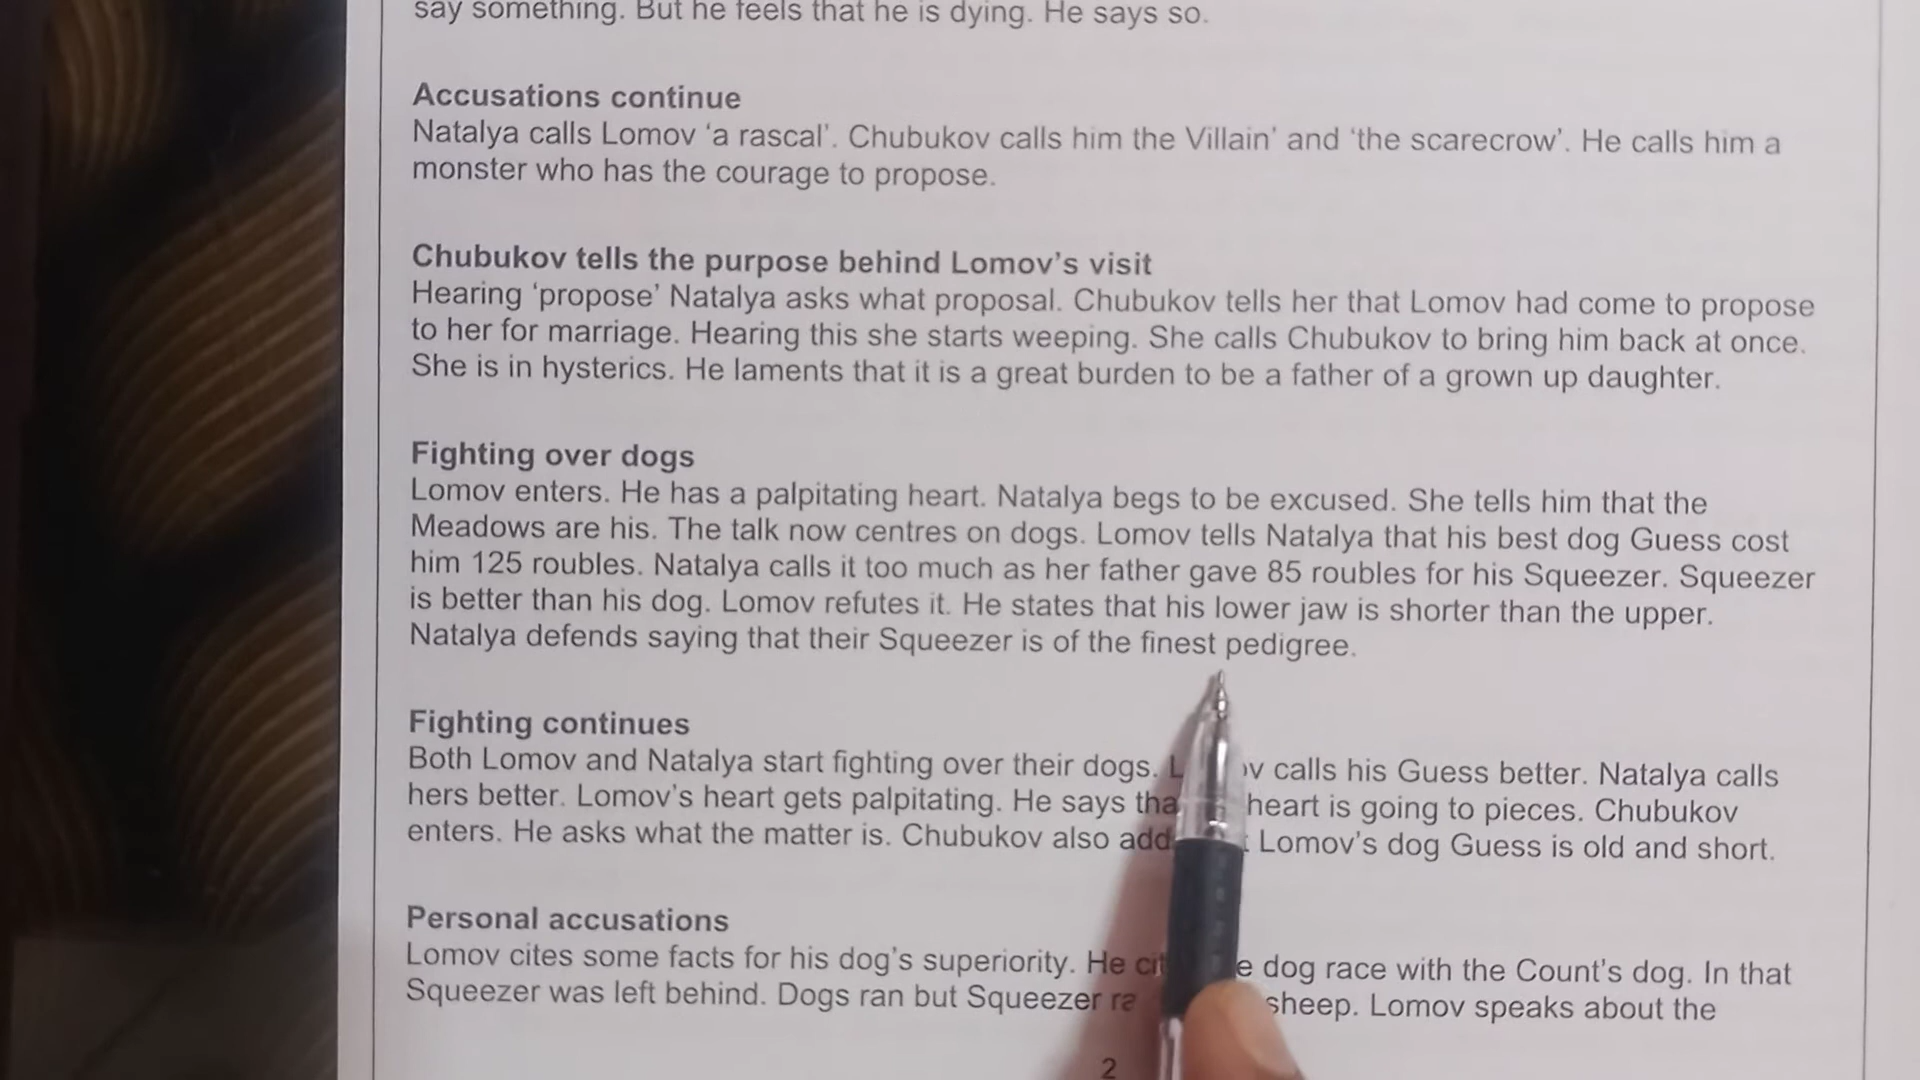 say something. But he feels that he is dying. He says so.
Accusations continue
Natalya calls Lomov ‘a rascal’. Chubukov calls him the Villain’ and ‘the scarecrow’. He calls him a
monster who has the courage to propose.
Chubukov tells the purpose behind Lomov’s visit
Hearing ‘propose’ Natalya asks what proposal. Chubukov tells her that Lomov had come to propose
to her for marriage. Hearing this she starts weeping. She calls Chubukov to bring him back at once.
She is in hysterics. He laments that it is a great burden to be a father of a grown up daughter.
Fighting over dogs
Lomov enters. He has a palpitating heart. Natalya begs to be excused. She tells him that the
Meadows are his. The talk now centres on dogs. Lomov tells Natalya that his best dog Guess cost
him 125 roubles. Natalya calls it too much as her father gave 85 roubles for his Squeezer. Squeezer
is better than his dog. Lomov refutes it. He states that his lower jaw is shorter than the upper.
Natalya defends saying that their Squeezer is of the finest pedigree.
Fighting continues
Both Lomov and Natalya start fighting over their dogs. calls his Guess better. Natalya calls
hers better. Lomov’s heart gets palpitating. He says heart is going to pieces. Chubukov
enters. He asks what the matter is. Chubukov also Lomov’s dog Guess is old and short.
Personal accusations
Lomov cites some facts for his dog’s superiority. He dog race with the Count’s dog. In that
Squeezer was left behind. Dogs ran but Squeezer sheep. Lomov speaks about the
2